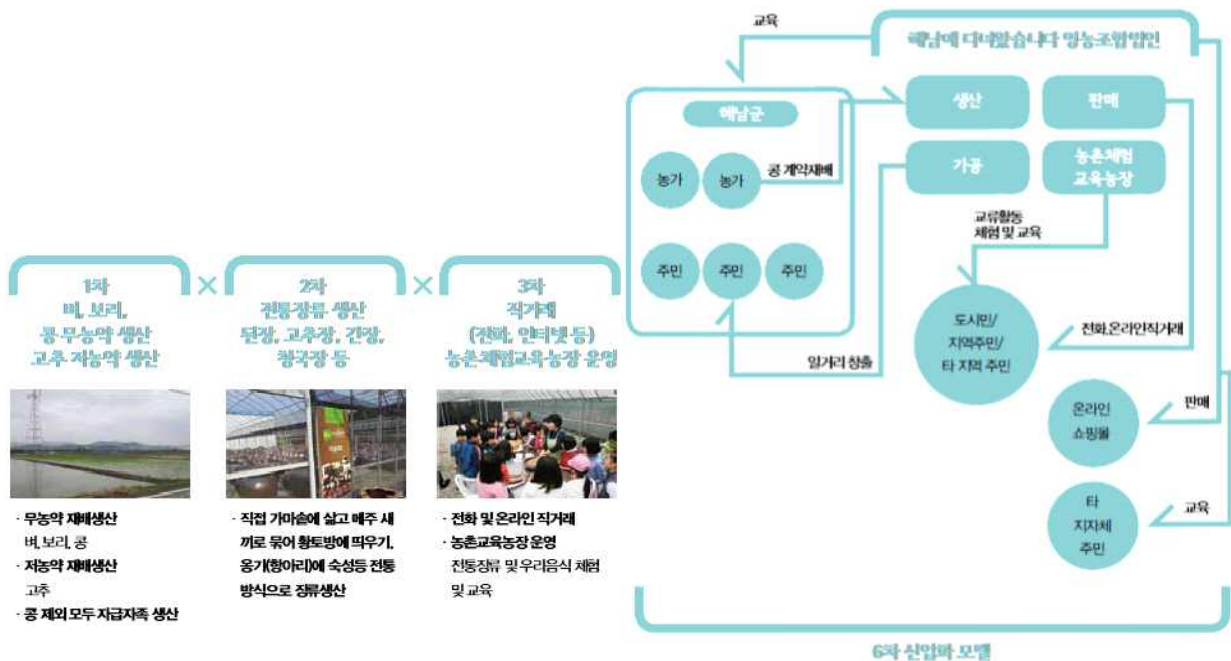 1차
벼, 보리,
콩 무농약 생산
고추 저농약 생산
×
2차
전통장류 생산
된장, 고추장, 간장,
청국장 등
×
3차
직거래
(전화, 인터넷 등)
농촌체험교육농장 운영
· 무농약 재배생산
벼, 보리, 콩
· 저농약 재배생산
고추
· 콩 제외 모두 자급자족 생산
· 직접 가마솥에 삶고 메주 새
끼로 묶어 황토방에 띄우기,
옹기(항아리)에 숙성등 전통
방식으로 장류생산
· 전화 및 온라인 직거래
· 농촌교육농장 운영
전통장류 및 우리음식 체험
및 교육
교육
해남에 다녀왔습니다 영농조합법인
해남군
농가
농가
콩 계약재배
주민
주민
주민
생산
판매
가공
농촌체험
교육농장
교류활동
체험 및 교육
도시민/
지역주민/
타 지역 주민
전화,온라인직거래
일거리 창출
온라인
쇼핑몰
판매
타
지자체
주민
교육
6차 산업화 모델